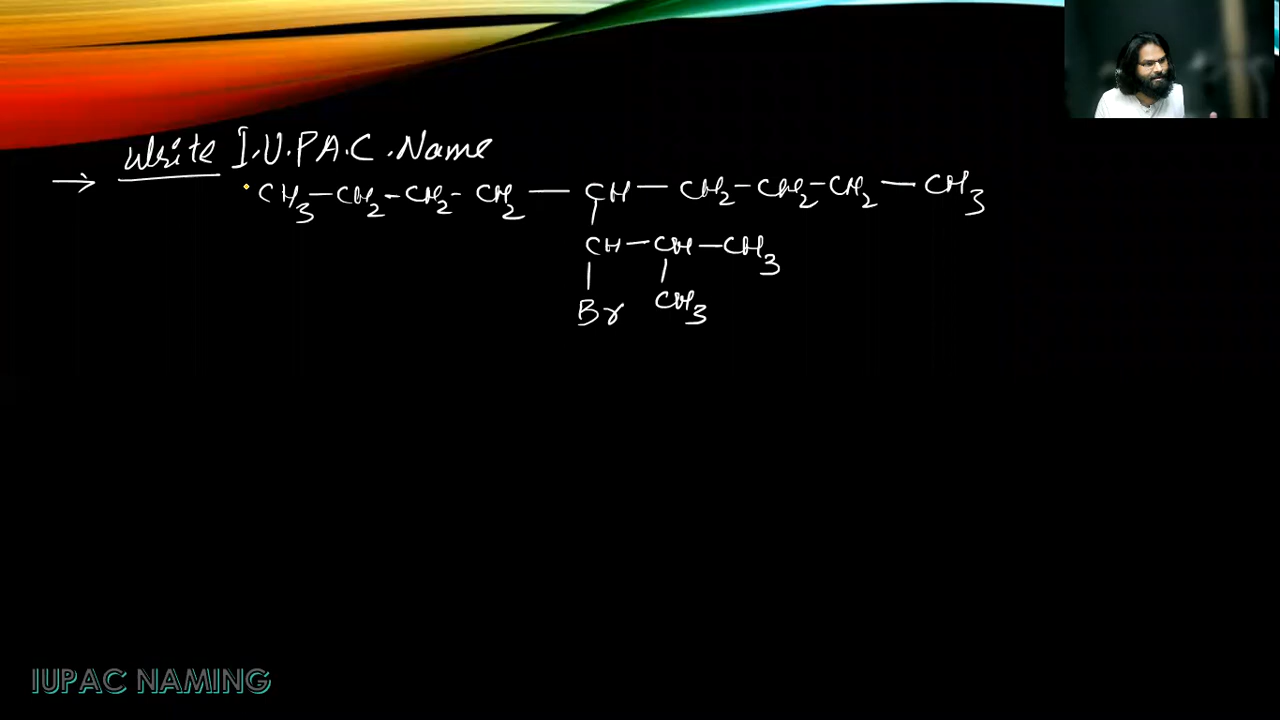 → Write I.U.P.A.C. Name
CH3-CH2-CH2-CH2-CH-CH2-CH2-CH2-CH3
CH-CH-CH3
Br CH3
IUPAC NAMING